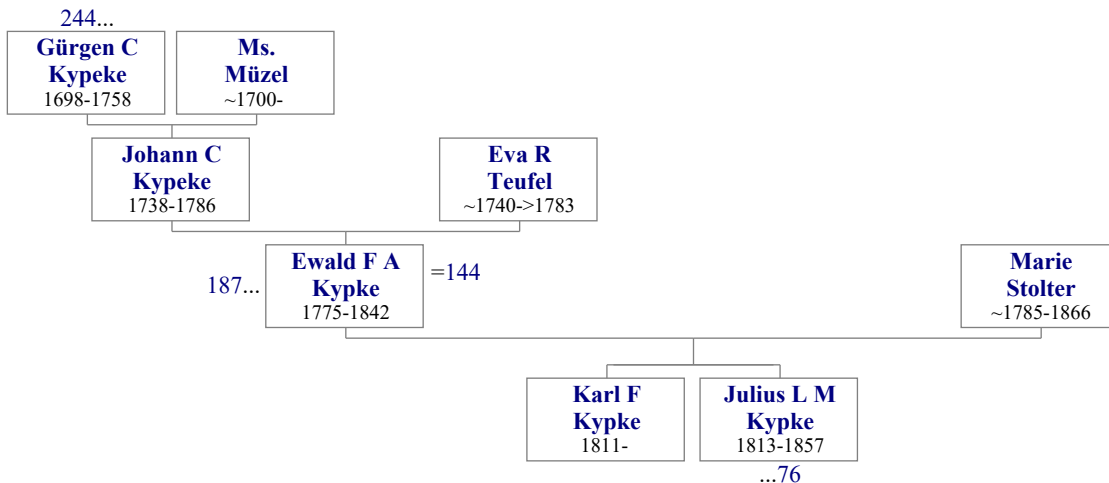 244...
Gürgen C
Kypeke
1698-1758
Ms.
Müzel
~1700-
Johann C
Kypeke
1738-1786
Eva R
Teufel
~1740->1783
187...
Ewald F A
Kypke
1775-1842
=144
Marie
Stolter
~1785-1866
Karl F
Kypke
1811-
Julius L M
Kypke
1813-1857
...76